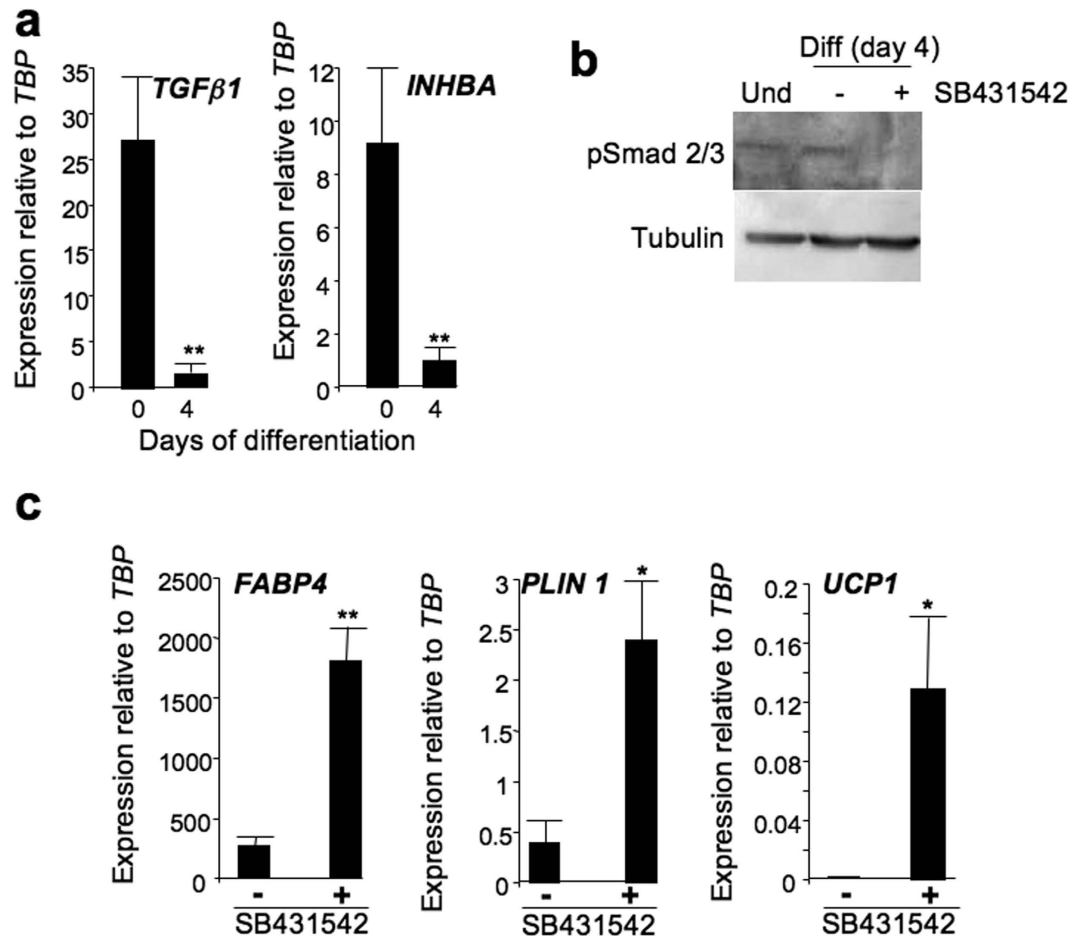 a
Expression relative to TBP
TGFβ1
35
30
25
20
15
10
5
0
**
0 4
Expression relative to TBP
INHBA
12
10
8
6
4
2
0
**
0 4
Days of differentiation
b
Diff (day 4)
Und - + SB431542
pSmad 2/3
Tubulin
c
Expression relative to TBP
FABP4
2500
2000
1500
1000
500
0
**
- +
SB431542
Expression relative to TBP
PLIN 1
3
2.5
2
1.5
1
0.5
0
*
- +
SB431542
Expression relative to TBP
UCP1
0.2
0.16
0.12
0.08
0.04
0
*
- +
SB431542